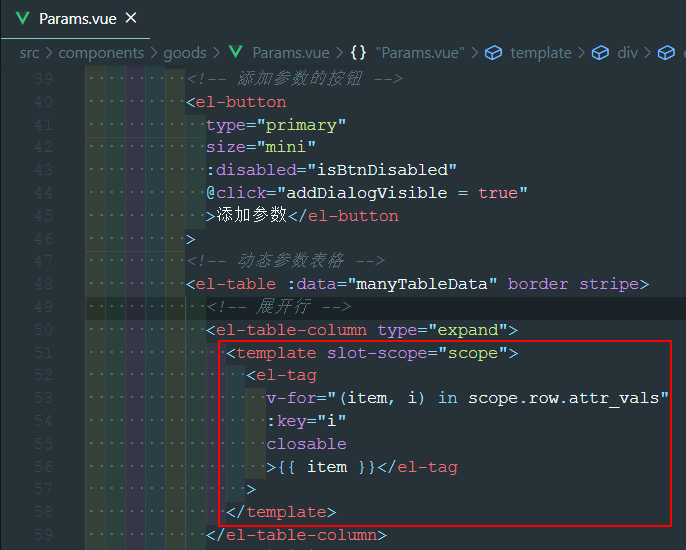 Params.vue ×
src > components > goods > Params.vue > {} "Params.vue" > template > div >
39 <!-- 添加参数的按钮 -->
40 <el-button
41 type="primary"
42 size="mini"
43 :disabled="isBtnDisabled"
44 @click="addDialogVisible = true"
45 >添加参数</el-button
46 >
47 <!-- 动态参数表格 -->
48 <el-table :data="manyTableData" border stripe>
49 <!-- 展开行 -->
50 <el-table-column type="expand">
51 <template slot-scope="scope">
52 <el-tag
53 v-for="(item, i) in scope.row.attr_vals"
54 :key="i"
55 closable
56 >{{ item }}</el-tag
57 >
58 </template>
59 </el-table-column>